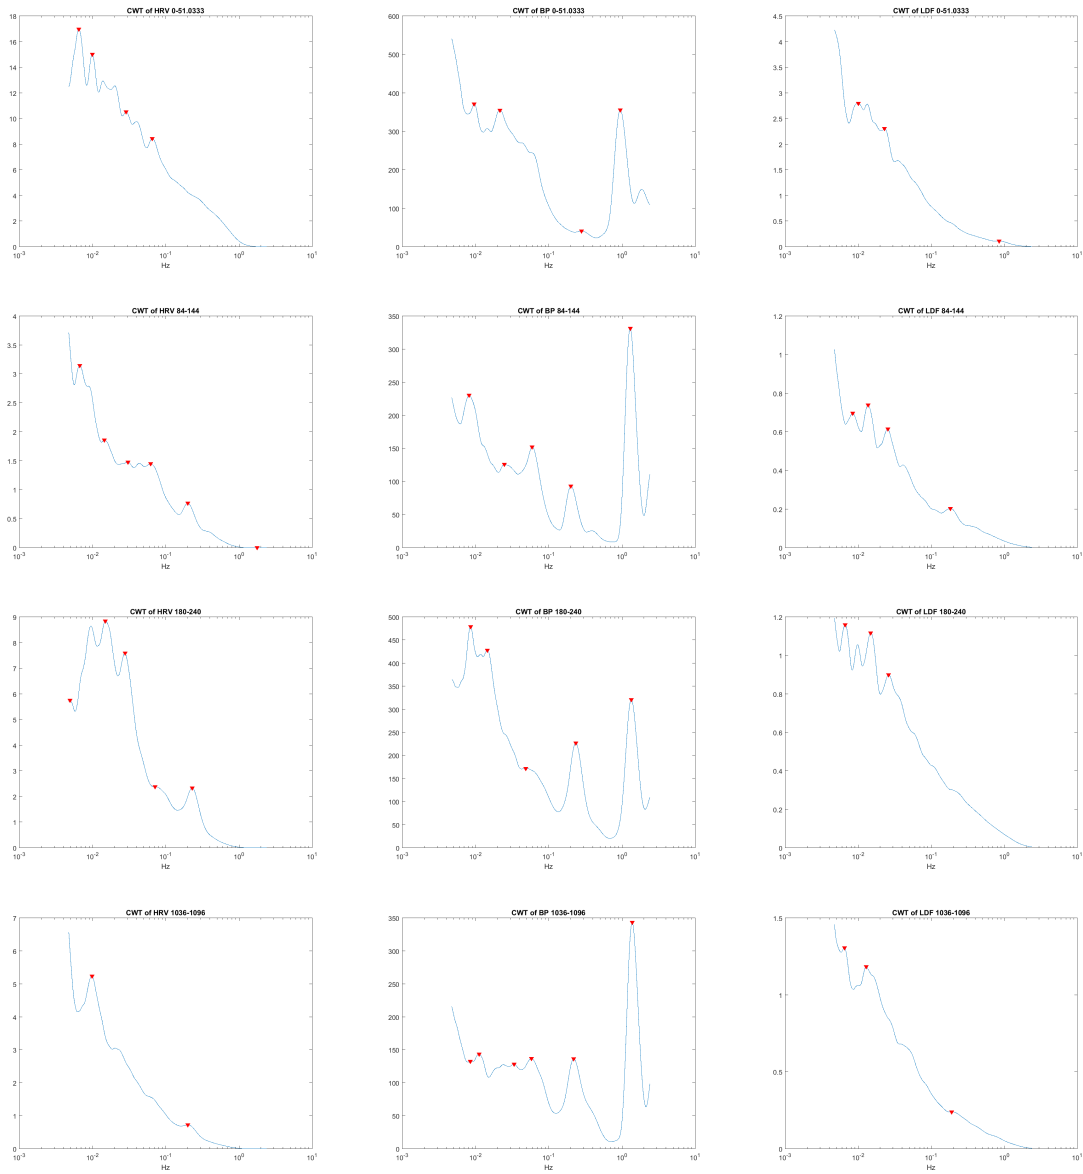 CWT of HRV 0-51.0333
18
16
14
12
10
8
6
4
2
0
10^-3 10^-2 10^-1 10^0 10^1
Hz
CWT of BP 0-51.0333
600
500
400
300
200
100
0
10^-3 10^-2 10^-1 10^0 10^1
Hz
CWT of LDF 0-51.0333
4.5
4
3.5
3
2.5
2
1.5
1
0.5
0
10^-3 10^-2 10^-1 10^0 10^1
Hz
CWT of HRV 84-144
4
3.5
3
2.5
2
1.5
1
0.5
0
10^-3 10^-2 10^-1 10^0 10^1
Hz
CWT of BP 84-144
350
300
250
200
150
100
50
0
10^-3 10^-2 10^-1 10^0 10^1
Hz
CWT of LDF 84-144
1.2
1
0.8
0.6
0.4
0.2
0
10^-3 10^-2 10^-1 10^0 10^1
Hz
CWT of HRV 180-240
9
8
7
6
5
4
3
2
1
0
10^-3 10^-2 10^-1 10^0 10^1
Hz
CWT of BP 180-240
500
450
400
350
300
250
200
150
100
50
0
10^-3 10^-2 10^-1 10^0 10^1
Hz
CWT of LDF 180-240
1.2
1
0.8
0.6
0.4
0.2
0
10^-3 10^-2 10^-1 10^0 10^1
Hz
CWT of HRV 1036-1096
7
6
5
4
3
2
1
0
10^-3 10^-2 10^-1 10^0 10^1
Hz
CWT of BP 1036-1096
350
300
250
200
150
100
50
0
10^-3 10^-2 10^-1 10^0 10^1
Hz
CWT of LDF 1036-1096
1.5
1
0.5
0
10^-3 10^-2 10^-1 10^0 10^1
Hz